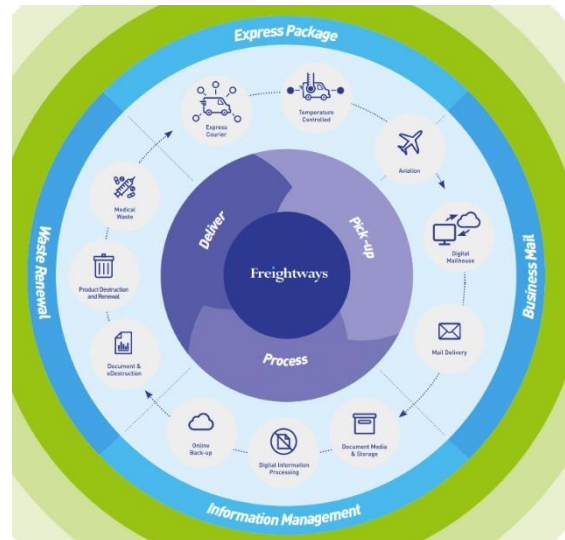 Express Package
Express
Courier
Temperature
Controlled
Aviation
Digital
Mailhouse
Business Mail
Mail Delivery
Document Media
& Storage
Digital Information
Processing
Online
Back-up
Information Management
Document &
eDestruction
Product Destruction
and Renewal
Medical
Waste
Waste Renewal
Deliver
Pick-up
Process
Freightways